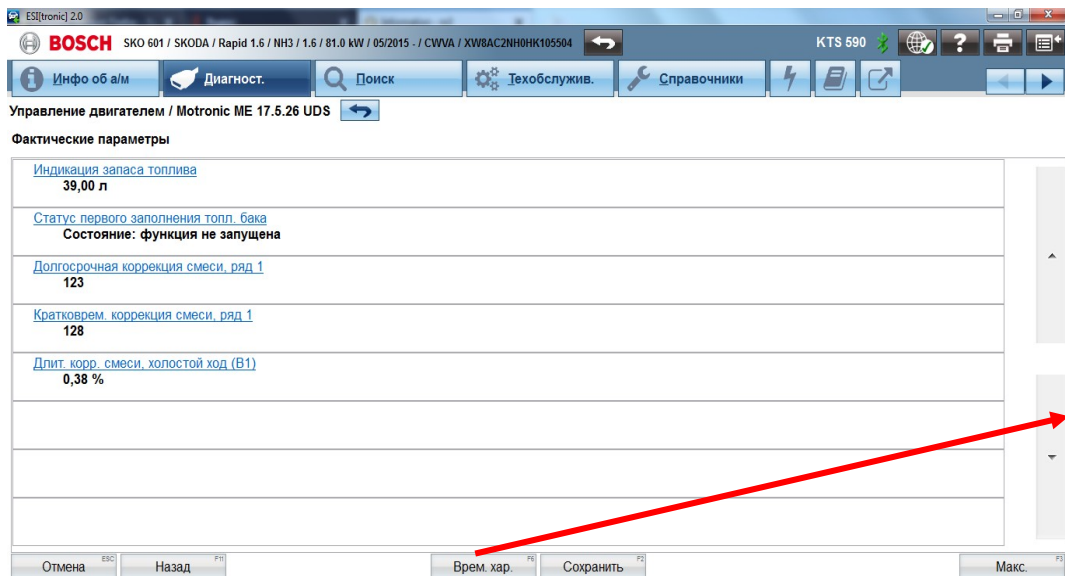 ESI[tronic] 2.0
BOSCH SKO 601 / SKODA / Rapid 1.6 / NH3 / 1.6 / 81.0 kW / 05/2015 - / CWVA / XW8AC2NH0HK105504 KTS 590 ?
Инфо об а/м Диагност. Поиск Техобслужив. Справочники
Управление двигателем / Motronic ME 17.5.26 UDS
Фактические параметры
Индикация запаса топлива
39,00 л
Статус первого заполнения топл. бака
Состояние: функция не запущена
Долгосрочная коррекция смеси, ряд 1
123
Кратковрем. коррекция смеси, ряд 1
128
Длит. корр. смеси, холостой ход (B1)
0,38 %
Отмена ESC Назад F11 Врем. хар. F6 Сохранить F2 Макс. F3